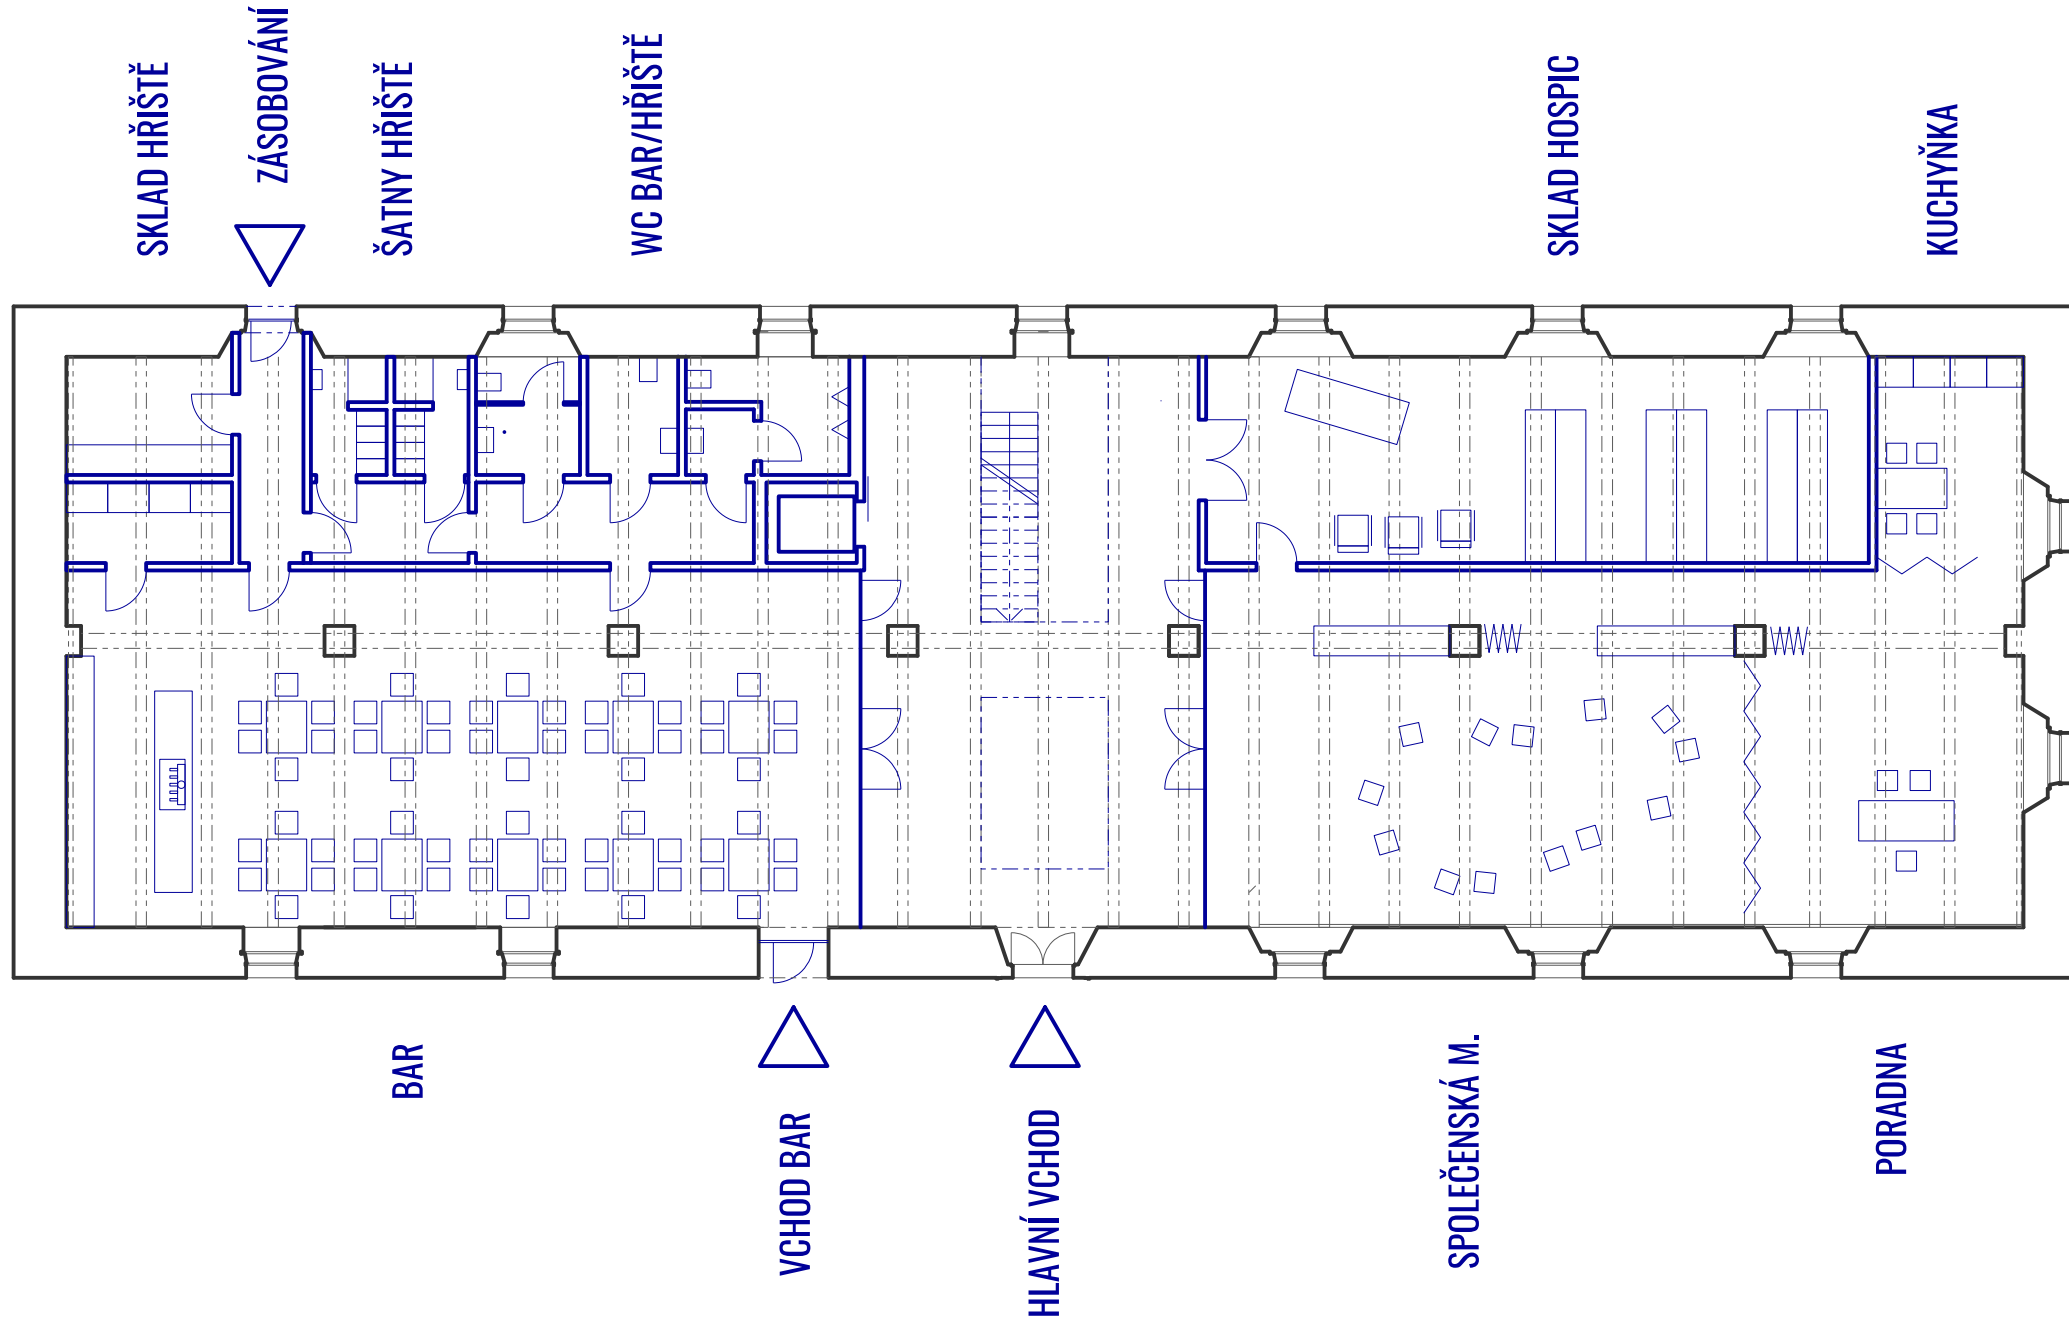 SKLAD HŘIŠTĚ
ZÁSOBOVÁNÍ
ŠATNY HŘIŠTĚ
WC BAR/HŘIŠTĚ
SKLAD HOSPIC
KUCHYŇKA
BAR
VCHOD BAR
HLAVNÍ VCHOD
SPOLEČENSKÁ M.
PORADNA